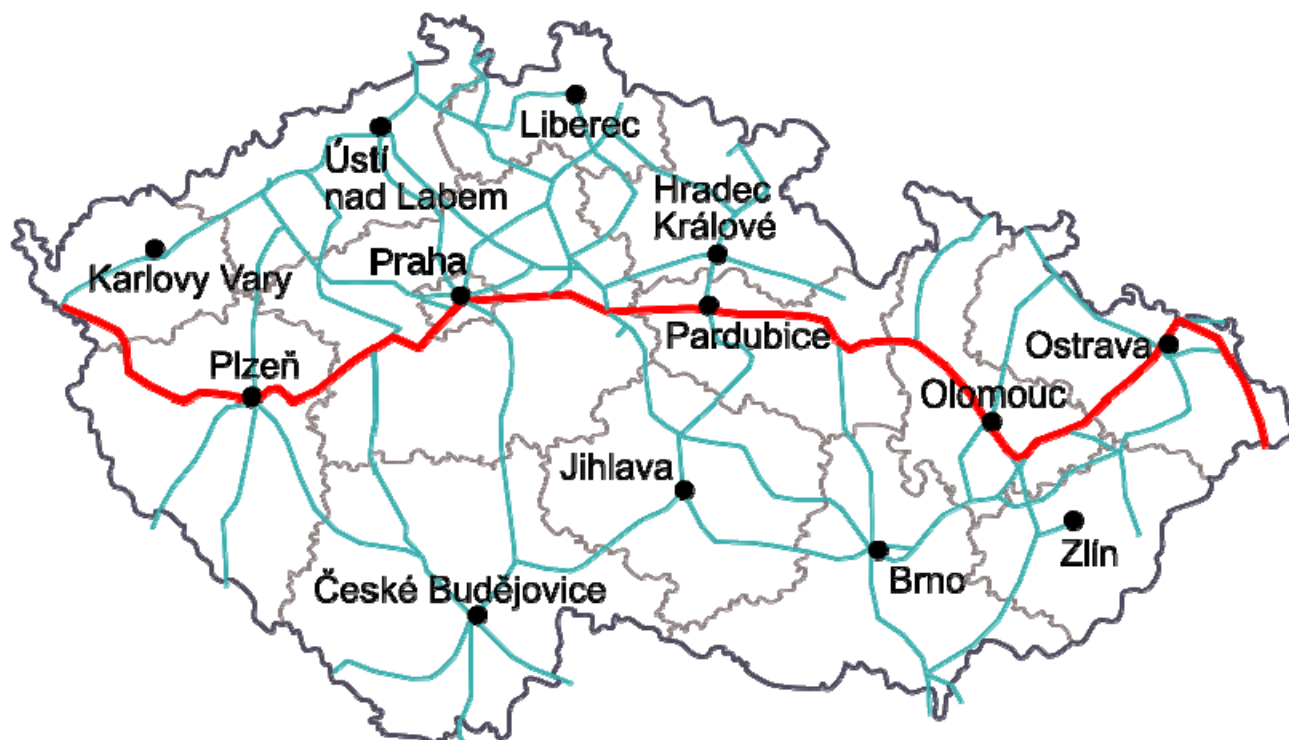 Liberec
Ústí
nad Labem
Hradec
Králové
Praha
Karlovy Vary
Pardubice
Ostrava
Plzeň
Olomouc
Jihlava
Zlín
Brno
České Budějovice